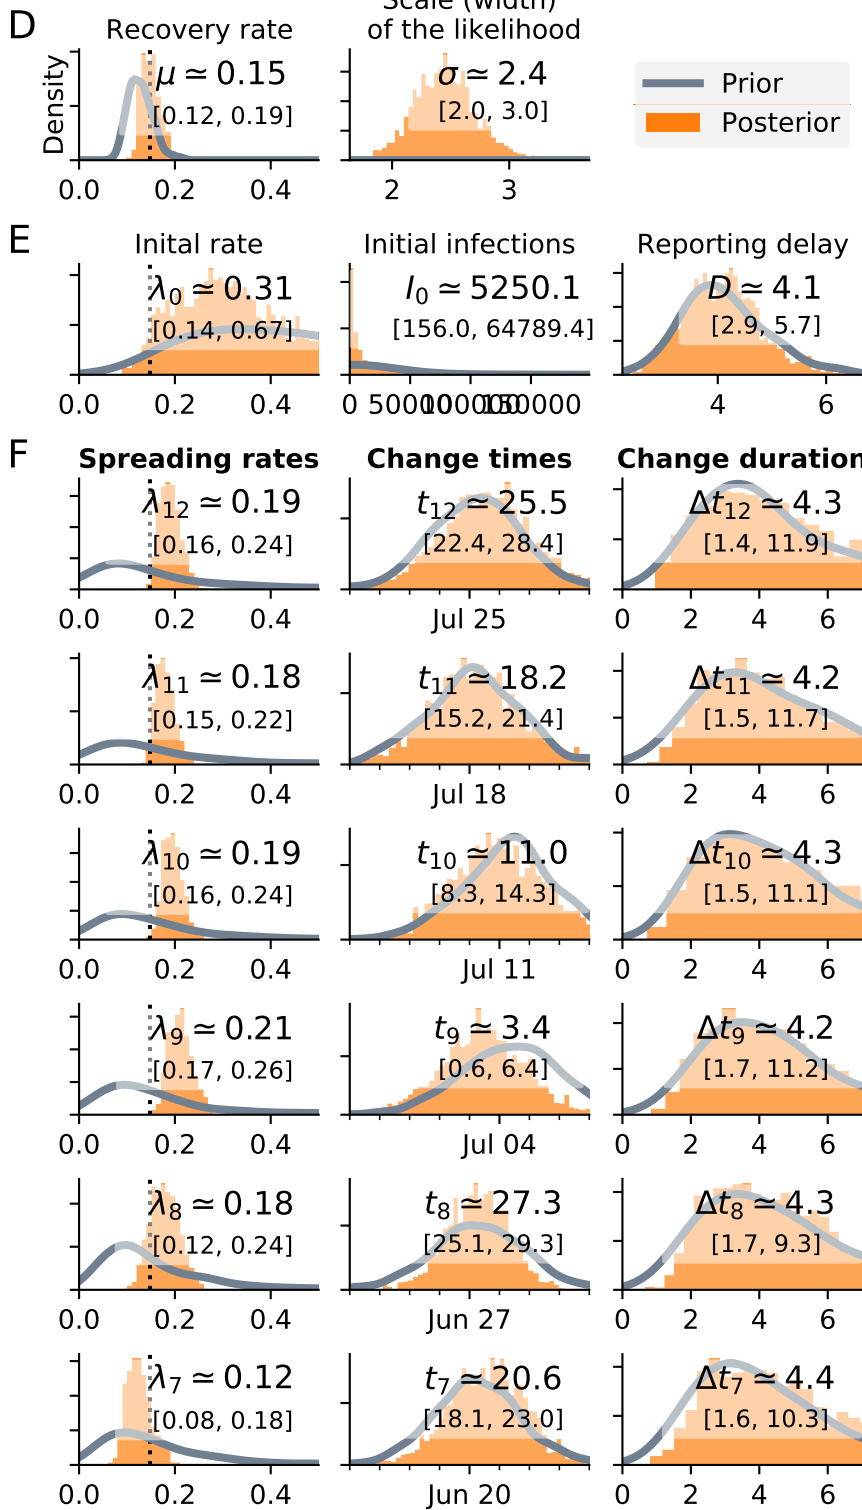 D
Recovery rate
Scale (width)
of the likelihood
Density
μ ≃ 0.15
[0.12, 0.19]
σ ≃ 2.4
[2.0, 3.0]
Prior
Posterior
0.0 0.2 0.4
2 3
E
Inital rate
Initial infections
Reporting delay
λ0 ≃ 0.31
[0.14, 0.67]
I0 ≃ 5250.1
[156.0, 64789.4]
D ≃ 4.1
[2.9, 5.7]
0.0 0.2 0.4
0 50000 100000 150000
4 6
F
Spreading rates
Change times
Change duration
λ12 ≃ 0.19
[0.16, 0.24]
t12 ≃ 25.5
[22.4, 28.4]
Δt12 ≃ 4.3
[1.4, 11.9]
0.0 0.2 0.4
Jul 25
0 2 4 6
λ11 ≃ 0.18
[0.15, 0.22]
t11 ≃ 18.2
[15.2, 21.4]
Δt11 ≃ 4.2
[1.5, 11.7]
0.0 0.2 0.4
Jul 18
0 2 4 6
λ10 ≃ 0.19
[0.16, 0.24]
t10 ≃ 11.0
[8.3, 14.3]
Δt10 ≃ 4.3
[1.5, 11.1]
0.0 0.2 0.4
Jul 11
0 2 4 6
λ9 ≃ 0.21
[0.17, 0.26]
t9 ≃ 3.4
[0.6, 6.4]
Δt9 ≃ 4.2
[1.7, 11.2]
0.0 0.2 0.4
Jul 04
0 2 4 6
λ8 ≃ 0.18
[0.12, 0.24]
t8 ≃ 27.3
[25.1, 29.3]
Δt8 ≃ 4.3
[1.7, 9.3]
0.0 0.2 0.4
Jun 27
0 2 4 6
λ7 ≃ 0.12
[0.08, 0.18]
t7 ≃ 20.6
[18.1, 23.0]
Δt7 ≃ 4.4
[1.6, 10.3]
0.0 0.2 0.4
Jun 20
0 2 4 6